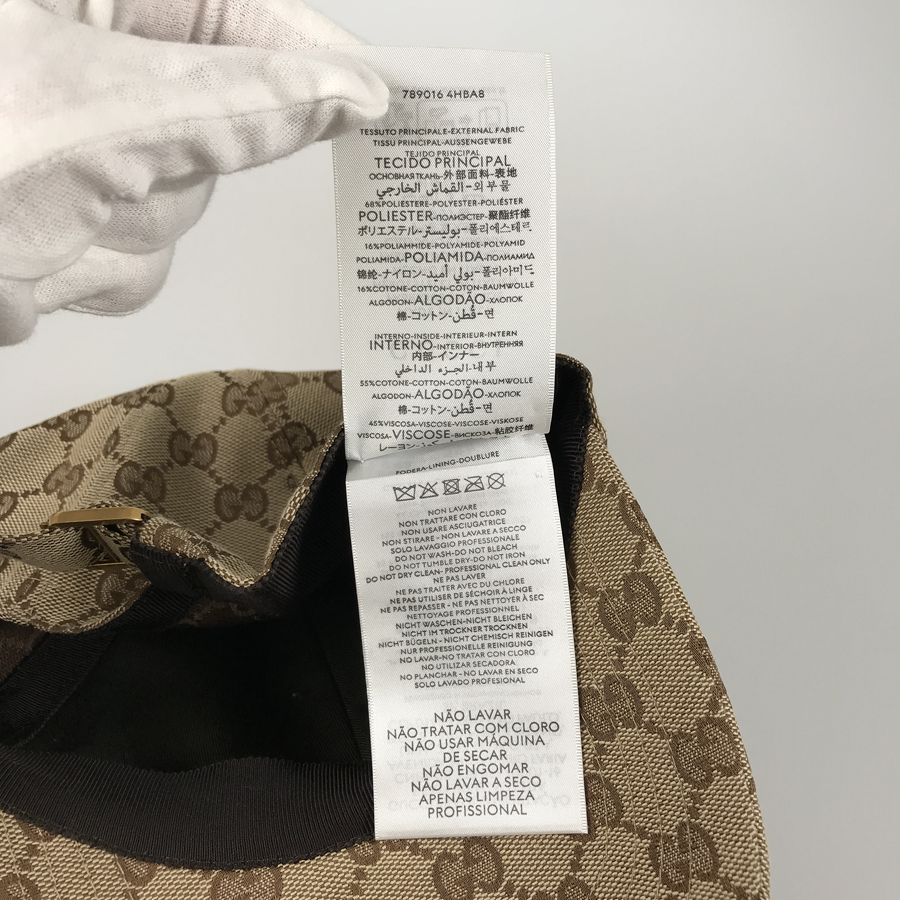 789016 4HBA8
TESSUTO PRINCIPALE-EXTERNAL FABRIC
TISSU PRINCIPAL-AUSSENGEWEBE
TEJIDO PRINCIPAL
TECIDO PRINCIPAL
ОСНОВНАЯ ТКАНЬ-外部面料-表地
القماش الخارجي-외부물
68%POLIESTERE-POLYESTER-POLIÉSTER
POLIESTER-ПОЛИЭСТЕР-聚酯纤维
ポリエステル-بوليستر-폴리에스테르
16%POLIAMMIDE-POLYAMIDE-POLYAMID
POLIAMIDA-POLIAMIDA-ПОЛИАМИД
锦纶-ナイロン-بولي أميد-폴리아미드
16%COTONE-COTTON-COTON-BAUMWOLLE
ALGODON-ALGODÃO-ХЛОПОК
棉-コットン-قطن-면
INTERNO-INSIDE-INTERIEUR-INTERN
INTERNO-INTERIOR-ВНУТРЕННЯЯ
内部-インナー
الجزء الداخلي-내부
55%COTONE-COTTON-COTON-BAUMWOLLE
ALGODON-ALGODÃO-ХЛОПОК
棉-コットン-قطن-면
45%VISCOSA-VISCOSE-VISCOSE-VISKOSE
VISCOSA-VISCOSE-ВИСКОЗА-粘胶纤维
レーヨン
FODERA-LINING-DOUBLURE
NON LAVARE
NON TRATTARE CON CLORO
NON USARE ASCIUGATRICE
NON STIRARE - NON LAVARE A SECCO
SOLO LAVAGGIO PROFESSIONALE
DO NOT WASH-DO NOT BLEACH
DO NOT TUMBLE DRY-DO NOT IRON
DO NOT DRY CLEAN- PROFESSIONAL CLEAN ONLY
NE PAS LAVER
NE PAS TRAITER AVEC DU CHLORE
NE PAS UTILISER DE SÉCHOIR À LINGE
NE PAS REPASSER - NE PAS NETTOYER À SEC
NETTOYAGE PROFESSIONNEL
NICHT WASCHEN-NICHT BLEICHEN
NICHT IM TROCKNER TROCKNEN
NICHT BÜGELN - NICHT CHEMISCH REINIGEN
NUR PROFESSIONELLE REINIGUNG
NO LAVAR-NO TRATAR CON CLORO
NO UTILIZAR SECADORA
NO PLANCHAR - NO LAVAR EN SECO
SOLO LAVADO PROFESIONAL
NÃO LAVAR
NÃO TRATAR COM CLORO
NÃO USAR MÁQUINA
DE SECAR
NÃO ENGOMAR
NÃO LAVAR A SECO
APENAS LIMPEZA
PROFISSIONAL